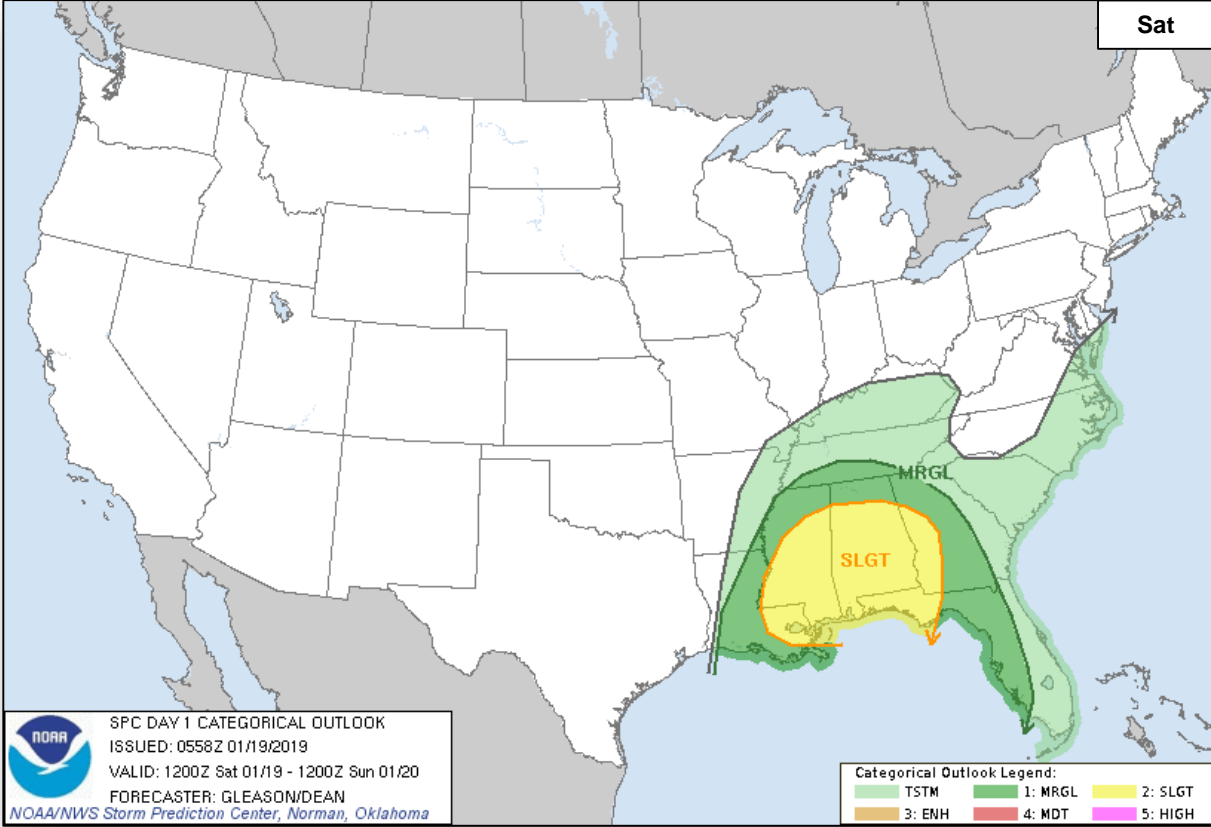 Sat
MRGL
SLGT
NOAA
SPC DAY 1 CATEGORICAL OUTLOOK
ISSUED: 0558Z 01/19/2019
VALID: 1200Z Sat 01/19 - 1200Z Sun 01/20
FORECASTER: GLEASON/DEAN
NOAA/NWS Storm Prediction Center, Norman, Oklahoma
Categorical Outlook Legend:
TSTM 1: MRGL 2: SLGT
3: ENH 4: MDT 5: HIGH